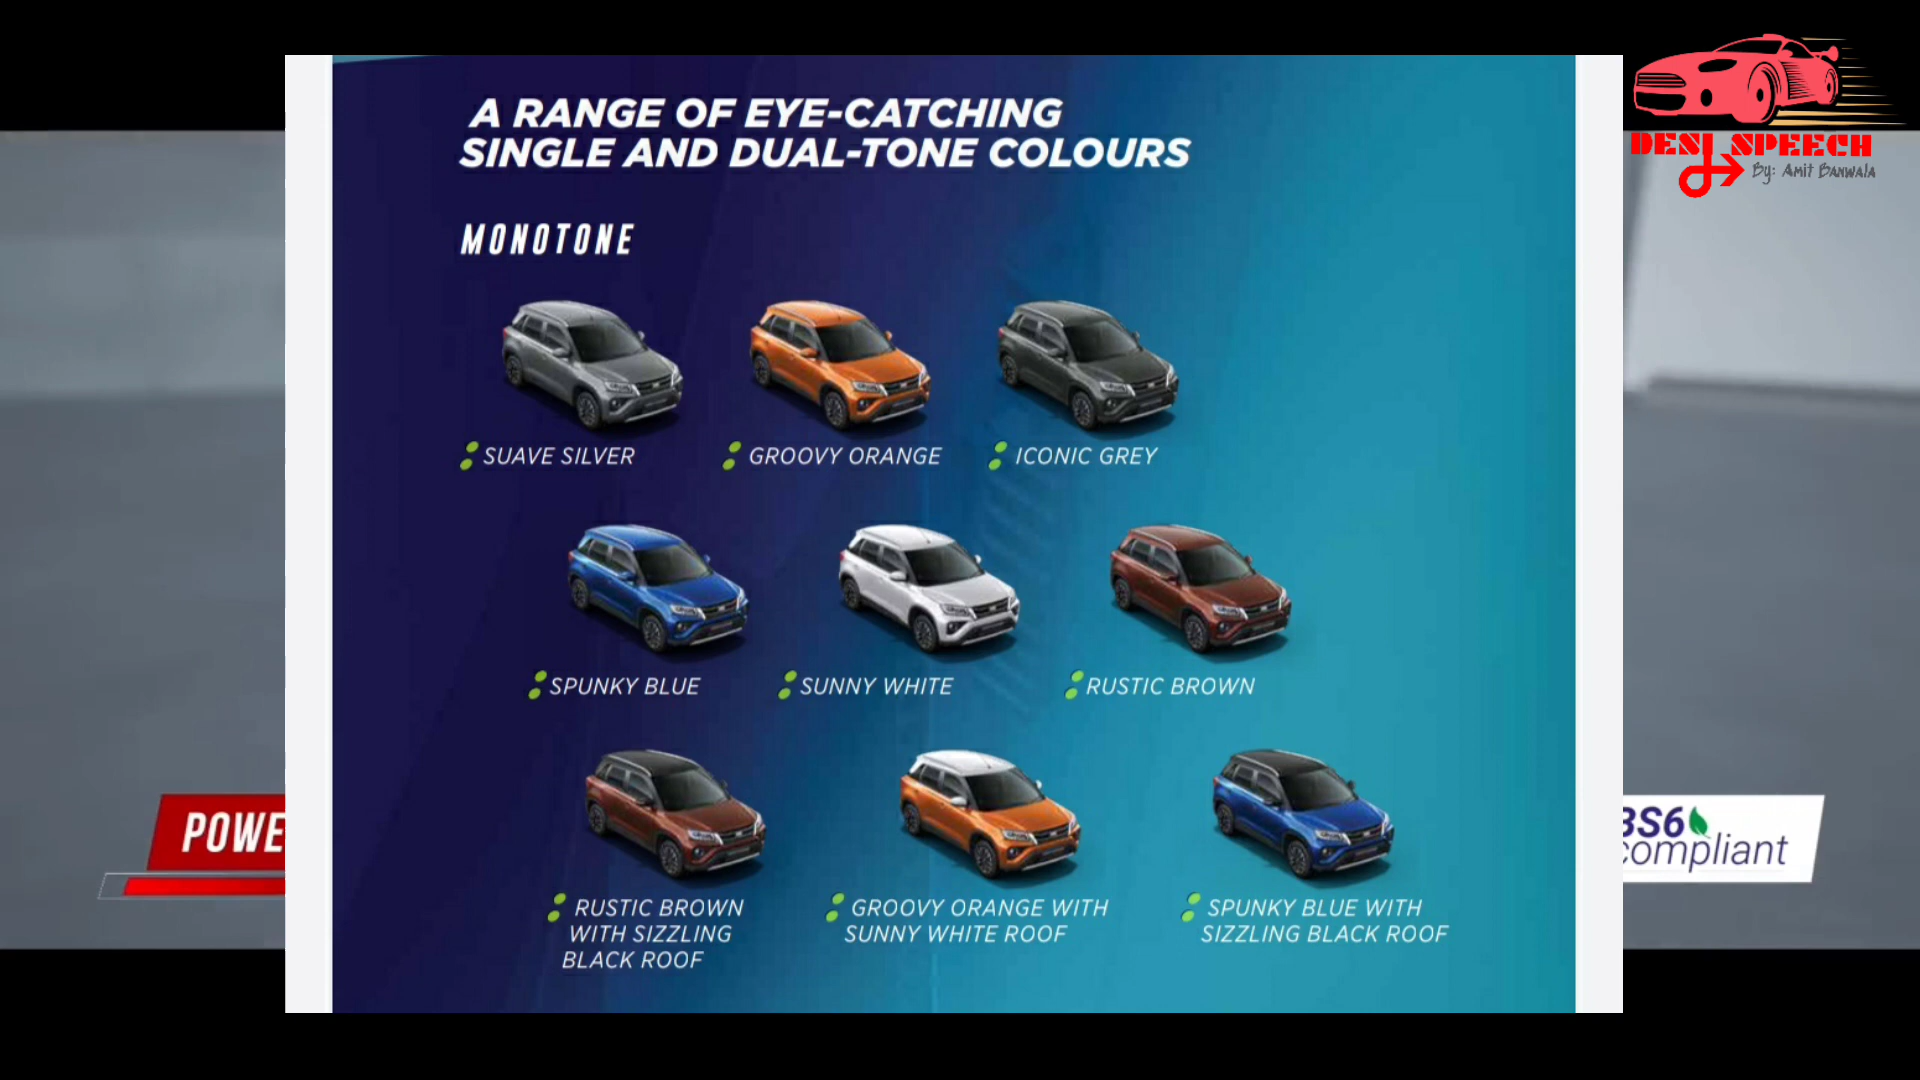 A RANGE OF EYE-CATCHING
SINGLE AND DUAL-TONE COLOURS
MONOTONE
SUAVE SILVER
GROOVY ORANGE
ICONIC GREY
SPUNKY BLUE
SUNNY WHITE
RUSTIC BROWN
RUSTIC BROWN
WITH SIZZLING
BLACK ROOF
GROOVY ORANGE WITH
SUNNY WHITE ROOF
SPUNKY BLUE WITH
SIZZLING BLACK ROOF
DESI SPEECH
By: Amit Banwala
POWE
BS6
compliant